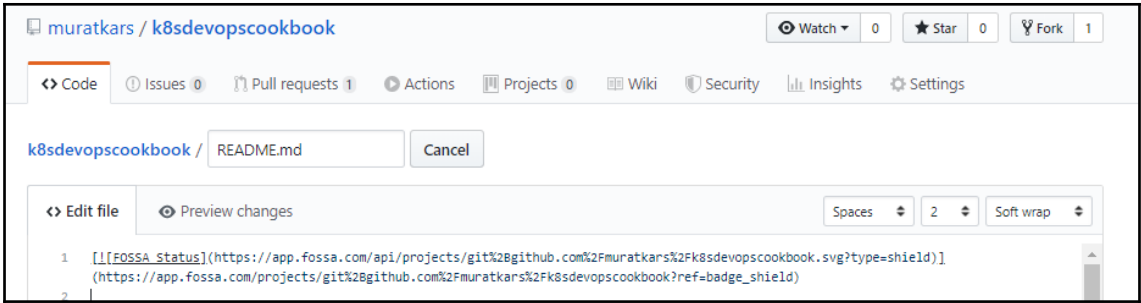 muratkars / k8sdevopscookbook Watch 0 Star 0 Fork 1
Code Issues 0 Pull requests 1 Actions Projects 0 Wiki Security Insights Settings
k8sdevopscookbook / README.md Cancel
Edit file Preview changes Spaces 2 Soft wrap
1 [![FOSSA Status](https://app.fossa.com/api/projects/git%2Bgithub.com%2Fmuratkars%2Fk8sdevopscookbook.svg?type=shield)]
(https://app.fossa.com/projects/git%2Bgithub.com%2Fmuratkars%2Fk8sdevopscookbook?ref=badge_shield)
2